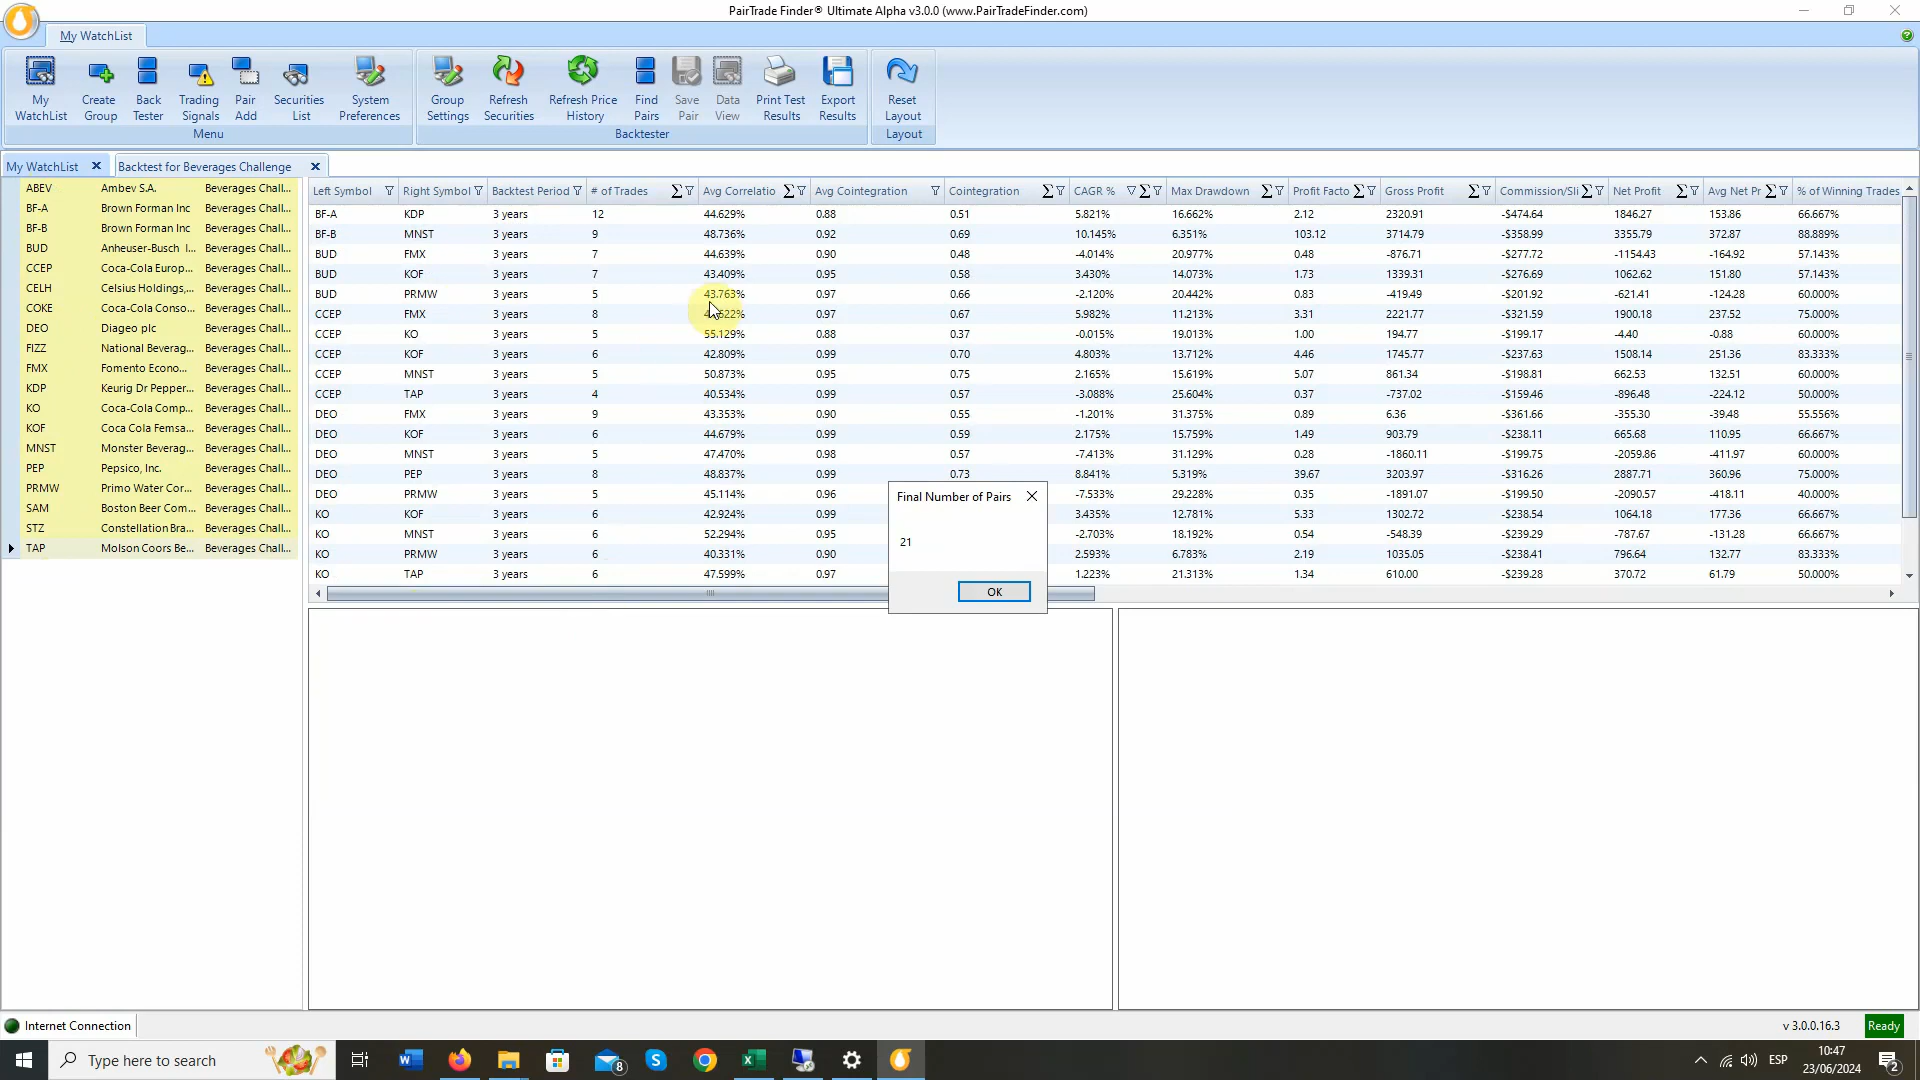 PairTrade Finder® Ultimate Alpha v3.0.0 (www.PairTradeFinder.com)
My WatchList
My WatchList
Create Group
Back Tester
Trading Signals
Pair Add
Securities List
System Preferences
Menu
Group Settings
Refresh Securities
Refresh Price History
Find Pairs
Save Pair
Data View
Print Test Results
Export Results
Backtester
Reset Layout
Layout
My WatchList
Backtest for Beverages Challenge
ABEV Ambev S.A. Beverages Chall...
BF-A Brown Forman Inc Beverages Chall...
BF-B Brown Forman Inc Beverages Chall...
BUD Anheuser-Busch I... Beverages Chall...
CCEP Coca-Cola Europ... Beverages Chall...
CELH Celsius Holdings,... Beverages Chall...
COKE Coca-Cola Conso... Beverages Chall...
DEO Diageo plc Beverages Chall...
FIZZ National Beverag... Beverages Chall...
FMX Fomento Econo... Beverages Chall...
KDP Keurig Dr Pepper... Beverages Chall...
KO Coca-Cola Comp... Beverages Chall...
KOF Coca Cola Femsa... Beverages Chall...
MNST Monster Beverag... Beverages Chall...
PEP Pepsico, Inc. Beverages Chall...
PRMW Primo Water Cor... Beverages Chall...
SAM Boston Beer Com... Beverages Chall...
STZ Constellation Bra... Beverages Chall...
TAP Molson Coors Be... Beverages Chall...
Left Symbol Right Symbol Backtest Period # of Trades Σ Avg Correlatio Σ Avg Cointegration Cointegration Σ CAGR % Σ Max Drawdown Σ Profit Facto Σ Gross Profit Σ Commission/Sli Σ Net Profit Σ Avg Net Pr Σ % of Winning Trades
BF-A KDP 3 years 12 44.629% 0.88 0.51 5.821% 16.662% 2.12 2320.91 -$474.64 1846.27 153.86 66.667%
BF-B MNST 3 years 9 48.736% 0.92 0.69 10.145% 6.351% 103.12 3714.79 -$358.99 3355.79 372.87 88.889%
BUD FMX 3 years 7 44.639% 0.90 0.48 -4.014% 20.977% 0.48 -876.71 -$277.72 -1154.43 -164.92 57.143%
BUD KOF 3 years 7 43.409% 0.95 0.58 3.430% 14.073% 1.73 1339.31 -$276.69 1062.62 151.80 57.143%
BUD PRMW 3 years 5 43.763% 0.97 0.66 -2.120% 20.442% 0.83 -419.49 -$201.92 -621.41 -124.28 60.000%
CCEP FMX 3 years 8 0.97 0.67 5.982% 11.213% 3.31 2221.77 -$321.59 1900.18 237.52 75.000%
CCEP KO 3 years 5 55.129% 0.88 0.37 -0.015% 19.013% 1.00 194.77 -$199.17 -4.40 -0.88 60.000%
CCEP KOF 3 years 6 42.809% 0.99 0.70 4.803% 13.712% 4.46 1745.77 -$237.63 1508.14 251.36 83.333%
CCEP MNST 3 years 5 50.873% 0.95 0.75 2.165% 15.619% 5.07 861.34 -$198.81 662.53 132.51 60.000%
CCEP TAP 3 years 4 40.534% 0.99 0.57 -3.088% 25.604% 0.37 -737.02 -$159.46 -896.48 -224.12 50.000%
DEO FMX 3 years 9 43.353% 0.90 0.55 -1.201% 31.375% 0.89 6.36 -$361.66 -355.30 -39.48 55.556%
DEO KOF 3 years 6 44.679% 0.99 0.59 2.175% 15.759% 1.49 903.79 -$238.11 665.68 110.95 66.667%
DEO MNST 3 years 5 47.470% 0.98 0.57 -7.413% 31.129% 0.28 -1860.11 -$199.75 -2059.86 -411.97 60.000%
DEO PEP 3 years 8 48.837% 0.99 0.73 8.841% 5.319% 39.67 3203.97 -$316.26 2887.71 360.96 75.000%
DEO PRMW 3 years 5 45.114% 0.96 -7.533% 29.228% 0.35 -1891.07 -$199.50 -2090.57 -418.11 40.000%
KO KOF 3 years 6 42.924% 0.99 3.435% 12.781% 5.33 1302.72 -$238.54 1064.18 177.36 66.667%
KO MNST 3 years 6 52.294% 0.95 -2.703% 18.192% 0.54 -548.39 -$239.29 -787.67 -131.28 60.000%
KO PRMW 3 years 6 40.331% 0.90 2.593% 6.783% 2.19 1035.05 -$238.41 796.64 132.77 83.333%
KO TAP 3 years 6 47.599% 0.97 1.223% 21.313% 1.34 610.00 -$239.28 370.72 61.79 50.000%
Final Number of Pairs
21
OK
Internet Connection
v 3.0.0.16.3
Ready
Type here to search
8
ESP
10:47
23/06/2024
2